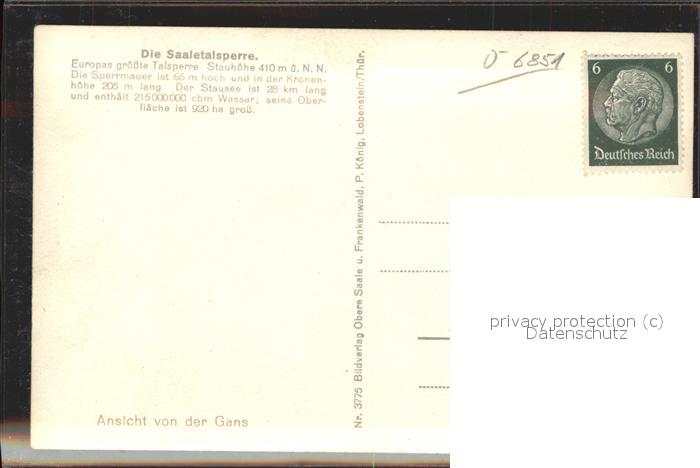 Die Saaletalsperre.
Europas größte Talsperre. Stauhöhe 410 m ü. N. N.
Die Sperrmauer ist 65 m hoch und in der Kronen-
höhe 205 m lang. Der Stausee ist 28 km lang
und enthält 215000000 cbm Wasser; seine Ober-
fläche ist 920 ha groß.
Ansicht von der Gans
Nr. 3775 Bildverlag Obere Saale u. Frankenwald, P. König, Lobenstein/Thür.
6851
6 6
Deutsches Reich
privacy protection (c)
Datenschutz